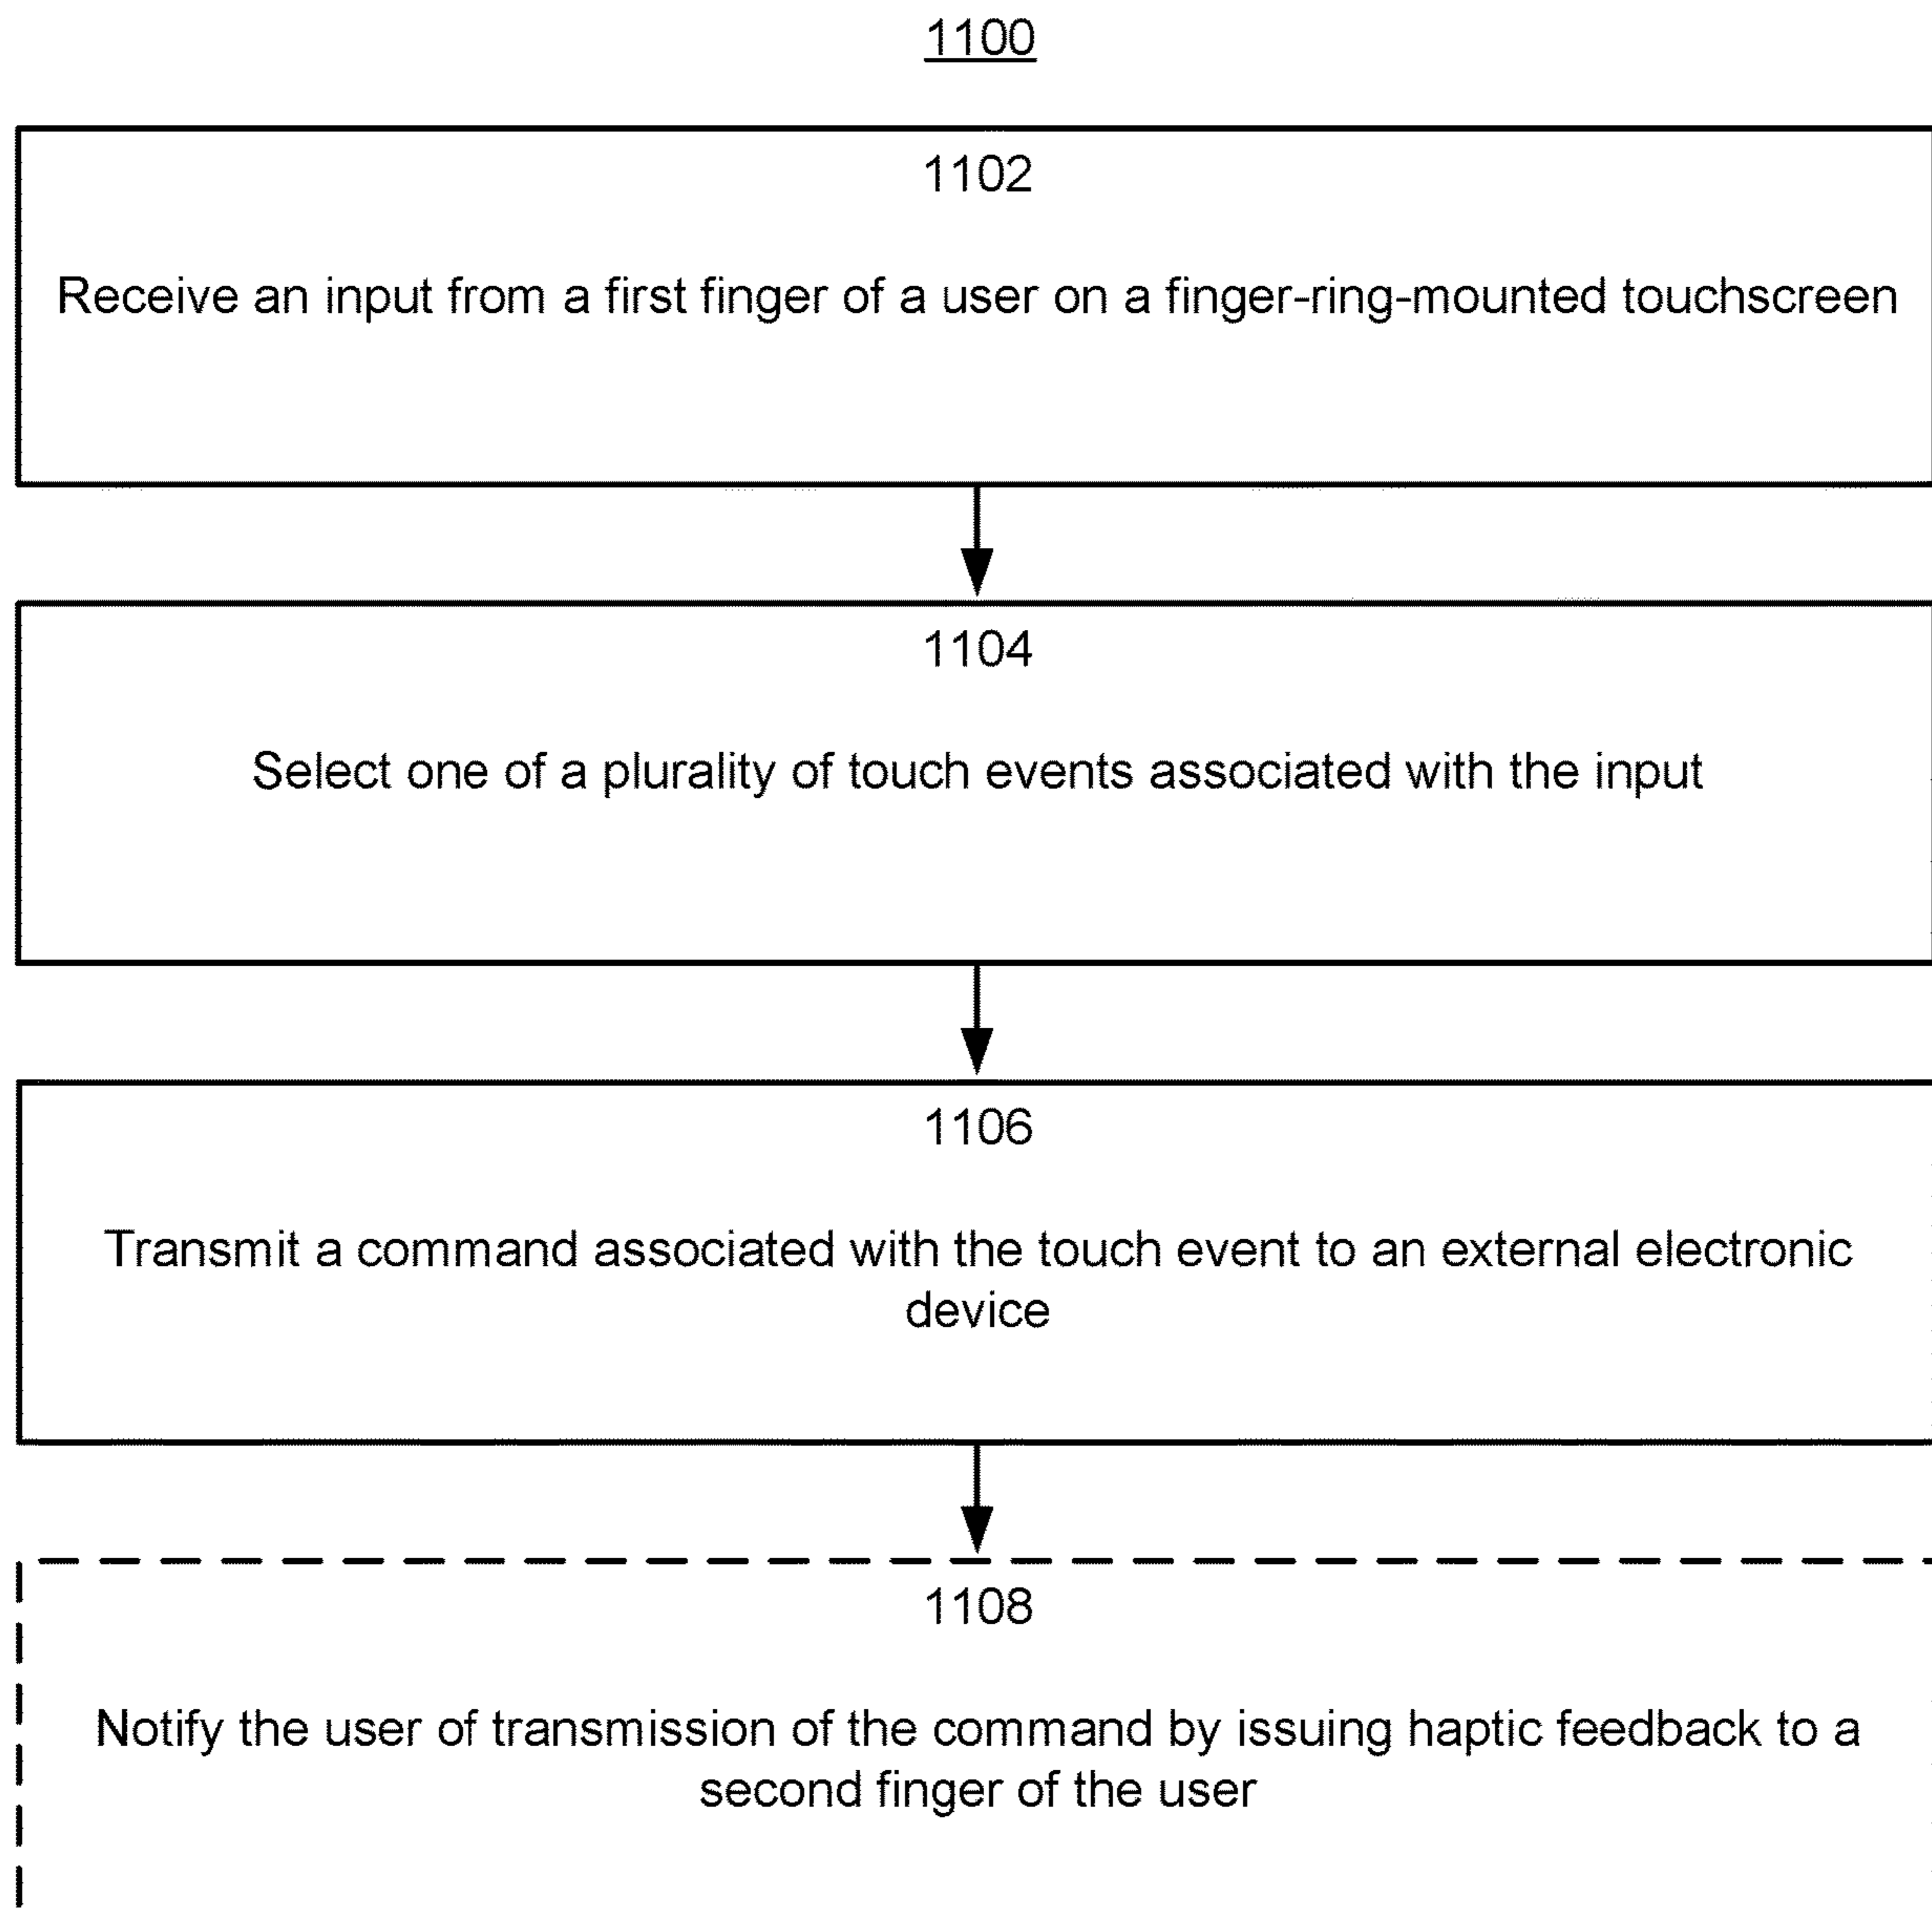 1100
1102
Receive an input from a first finger of a user on a finger-ring-mounted touchscreen
1104
Select one of a plurality of touch events associated with the input
1106
Transmit a command associated with the touch event to an external electronic
device
1108
Notify the user of transmission of the command by issuing haptic feedback to a
second finger of the user